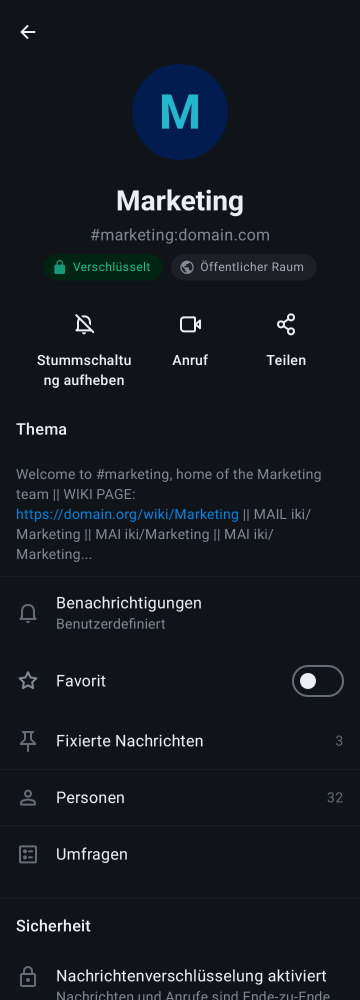 M
Marketing
#marketing:domain.com
Verschlüsselt
Öffentlicher Raum
Stummschaltu
ng aufheben
Anruf
Teilen
Thema
Welcome to #marketing, home of the Marketing
team || WIKI PAGE:
https://domain.org/wiki/Marketing || MAIL iki/
Marketing || MAI iki/Marketing || MAI iki/
Marketing...
Benachrichtigungen
Benutzerdefiniert
Favorit
Fixierte Nachrichten 3
Personen 32
Umfragen
Sicherheit
Nachrichtenverschlüsselung aktiviert
Nachrichten und Anrufe sind Ende-zu-Ende